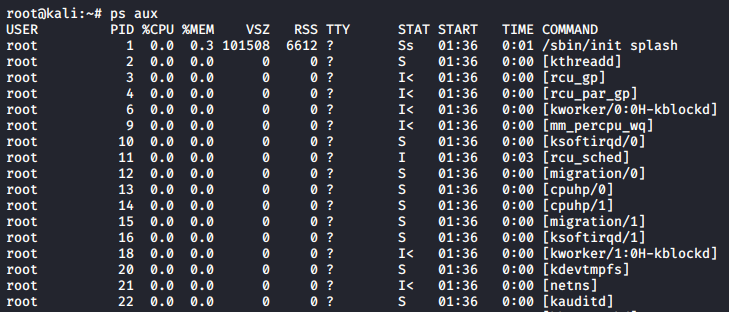 root@kali:~# ps aux
USER PID %CPU %MEM VSZ RSS TTY STAT START TIME COMMAND
root 1 0.0 0.3 101508 6612 ? Ss 01:36 0:01 /sbin/init splash
root 2 0.0 0.0 0 0 ? S 01:36 0:00 [kthreadd]
root 3 0.0 0.0 0 0 ? I< 01:36 0:00 [rcu_gp]
root 4 0.0 0.0 0 0 ? I< 01:36 0:00 [rcu_par_gp]
root 6 0.0 0.0 0 0 ? I< 01:36 0:00 [kworker/0:0H-kblockd]
root 9 0.0 0.0 0 0 ? I< 01:36 0:00 [mm_percpu_wq]
root 10 0.0 0.0 0 0 ? S 01:36 0:00 [ksoftirqd/0]
root 11 0.0 0.0 0 0 ? I 01:36 0:03 [rcu_sched]
root 12 0.0 0.0 0 0 ? S 01:36 0:00 [migration/0]
root 13 0.0 0.0 0 0 ? S 01:36 0:00 [cpuhp/0]
root 14 0.0 0.0 0 0 ? S 01:36 0:00 [cpuhp/1]
root 15 0.0 0.0 0 0 ? S 01:36 0:00 [migration/1]
root 16 0.0 0.0 0 0 ? S 01:36 0:00 [ksoftirqd/1]
root 18 0.0 0.0 0 0 ? I< 01:36 0:00 [kworker/1:0H-kblockd]
root 20 0.0 0.0 0 0 ? S 01:36 0:00 [kdevtmpfs]
root 21 0.0 0.0 0 0 ? I< 01:36 0:00 [netns]
root 22 0.0 0.0 0 0 ? S 01:36 0:00 [kauditd]